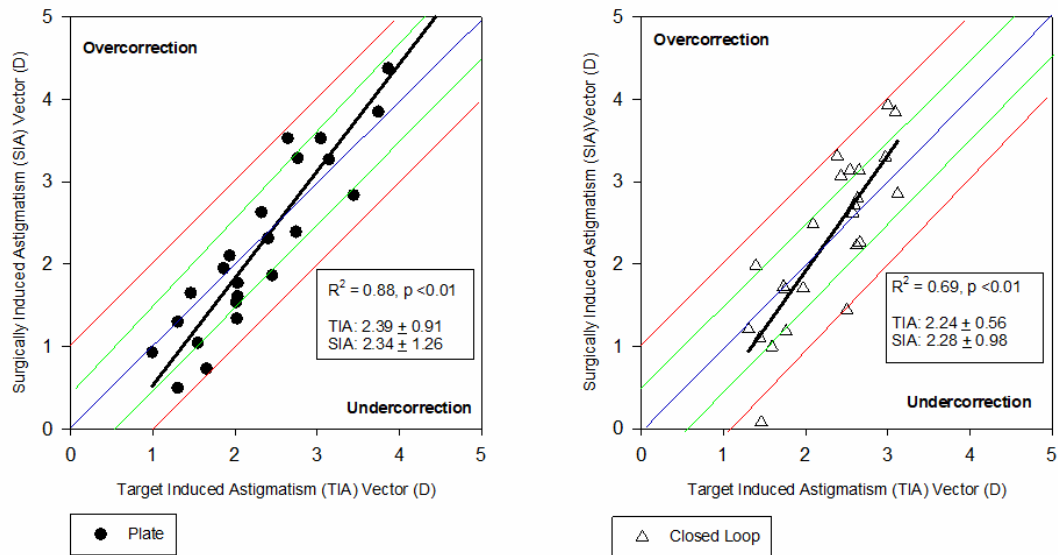 Surgically Induced Astigmatism (SIA) Vector (D)
5
4
3
2
1
0
Overcorrection
R² = 0.88, p <0.01
TIA: 2.39 ± 0.91
SIA: 2.34 ± 1.26
Undercorrection
0 1 2 3 4 5
Target Induced Astigmatism (TIA) Vector (D)
Plate
Surgically Induced Astigmatism (SIA)Vector (D)
5
4
3
2
1
0
Overcorrection
R² = 0.69, p <0.01
TIA: 2.24 ± 0.56
SIA: 2.28 ± 0.98
Undercorrection
0 1 2 3 4 5
Target Induced Astigmatism (TIA) Vector (D)
Closed Loop